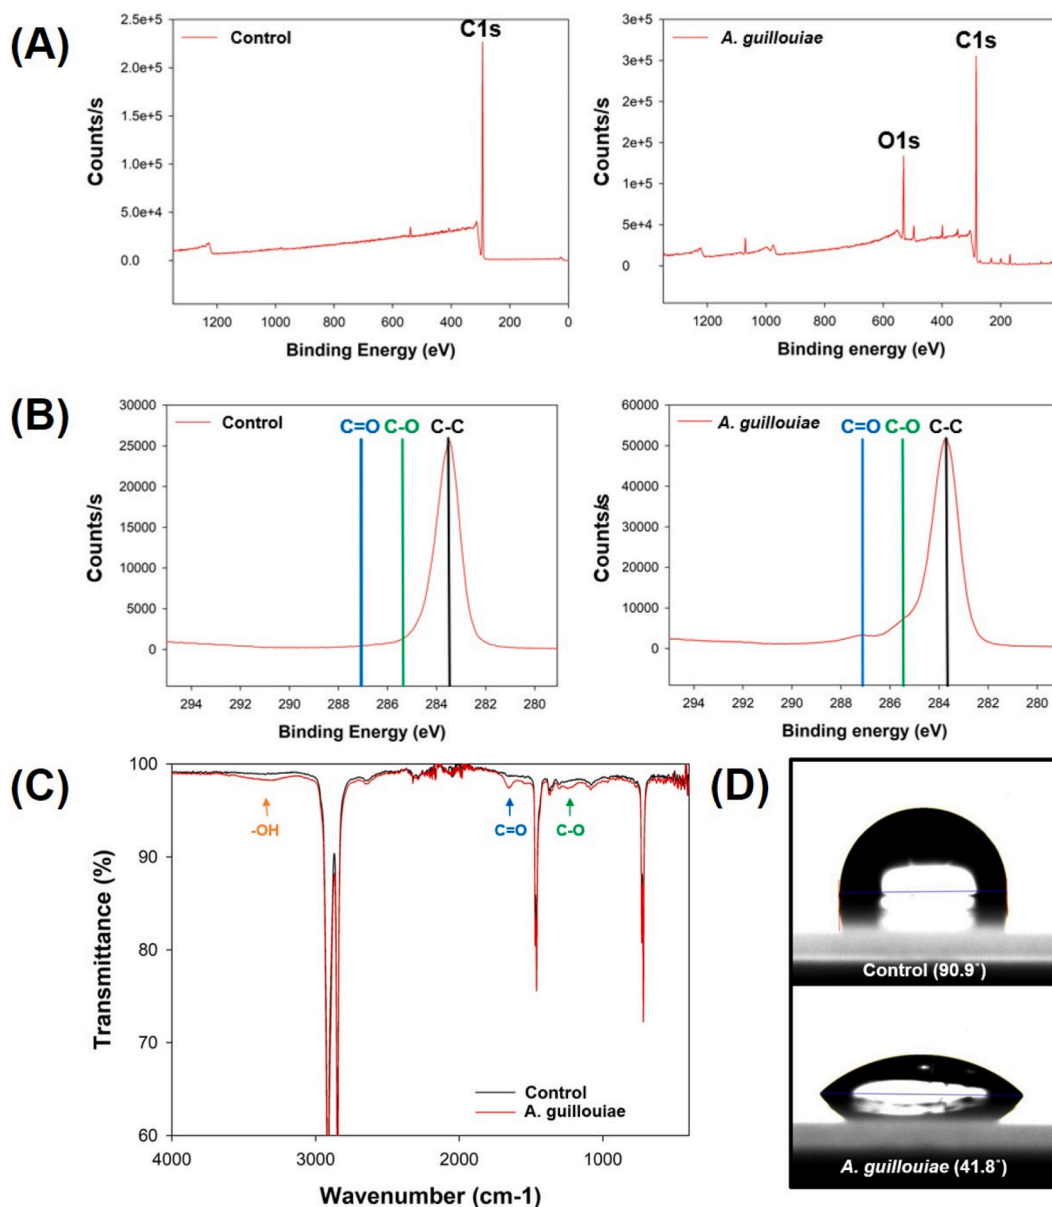 (A)
Control
C1s
2.5e+5
2.0e+5
1.5e+5
1.0e+5
5.0e+4
0.0
Counts/s
1200 1000 800 600 400 200 0
Binding Energy (eV)
A. guillouiae
C1s
O1s
3e+5
3e+5
2e+5
2e+5
1e+5
5e+4
0
Counts/s
1200 1000 800 600 400 200
Binding energy (eV)
(B)
Control
C=O C-O C-C
30000
25000
20000
15000
10000
5000
0
Counts/s
294 292 290 288 286 284 282 280
Binding Energy (eV)
A. guillouiae
C=O C-O C-C
60000
50000
40000
30000
20000
10000
0
Counts/s
294 292 290 288 286 284 282 280
Binding energy (eV)
(C)
100
90
80
70
60
Transmittance (%)
-OH
C=O
C-O
Control
A. guillouiae
4000 3000 2000 1000
Wavenumber (cm-1)
(D)
Control (90.9˚)
A. guillouiae (41.8˚)